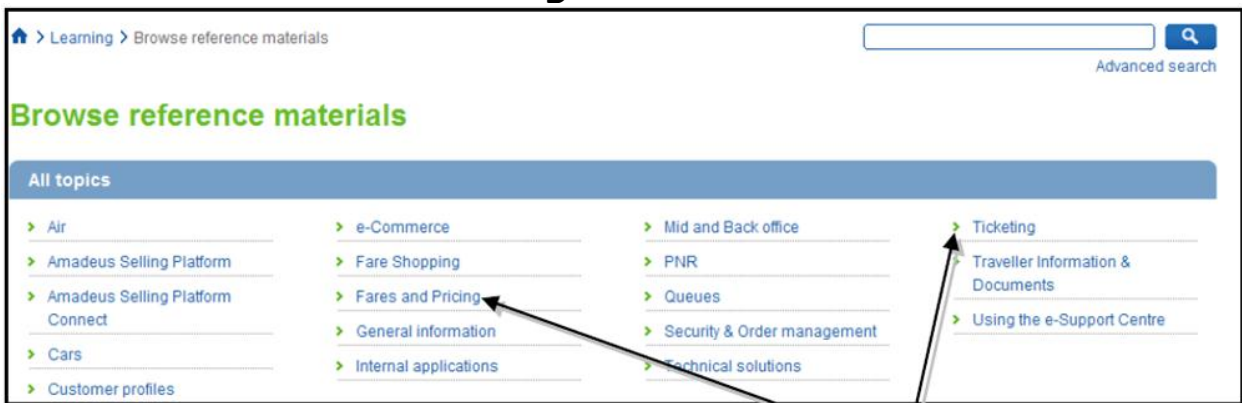 > Learning > Browse reference materials
Advanced search
Browse reference materials
All topics
> Air
> Amadeus Selling Platform
> Amadeus Selling Platform
Connect
> Cars
> Customer profiles
> e-Commerce
> Fare Shopping
> Fares and Pricing
> General information
> Internal applications
> Mid and Back office
> PNR
> Queues
> Security & Order management
> Technical solutions
> Ticketing
> Traveller Information &
Documents
> Using the e-Support Centre